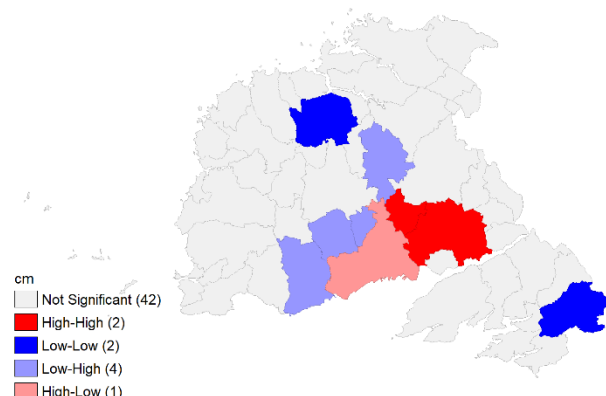 cm
Not Significant (42)
High-High (2)
Low-Low (2)
Low-High (4)
High-Low (1)